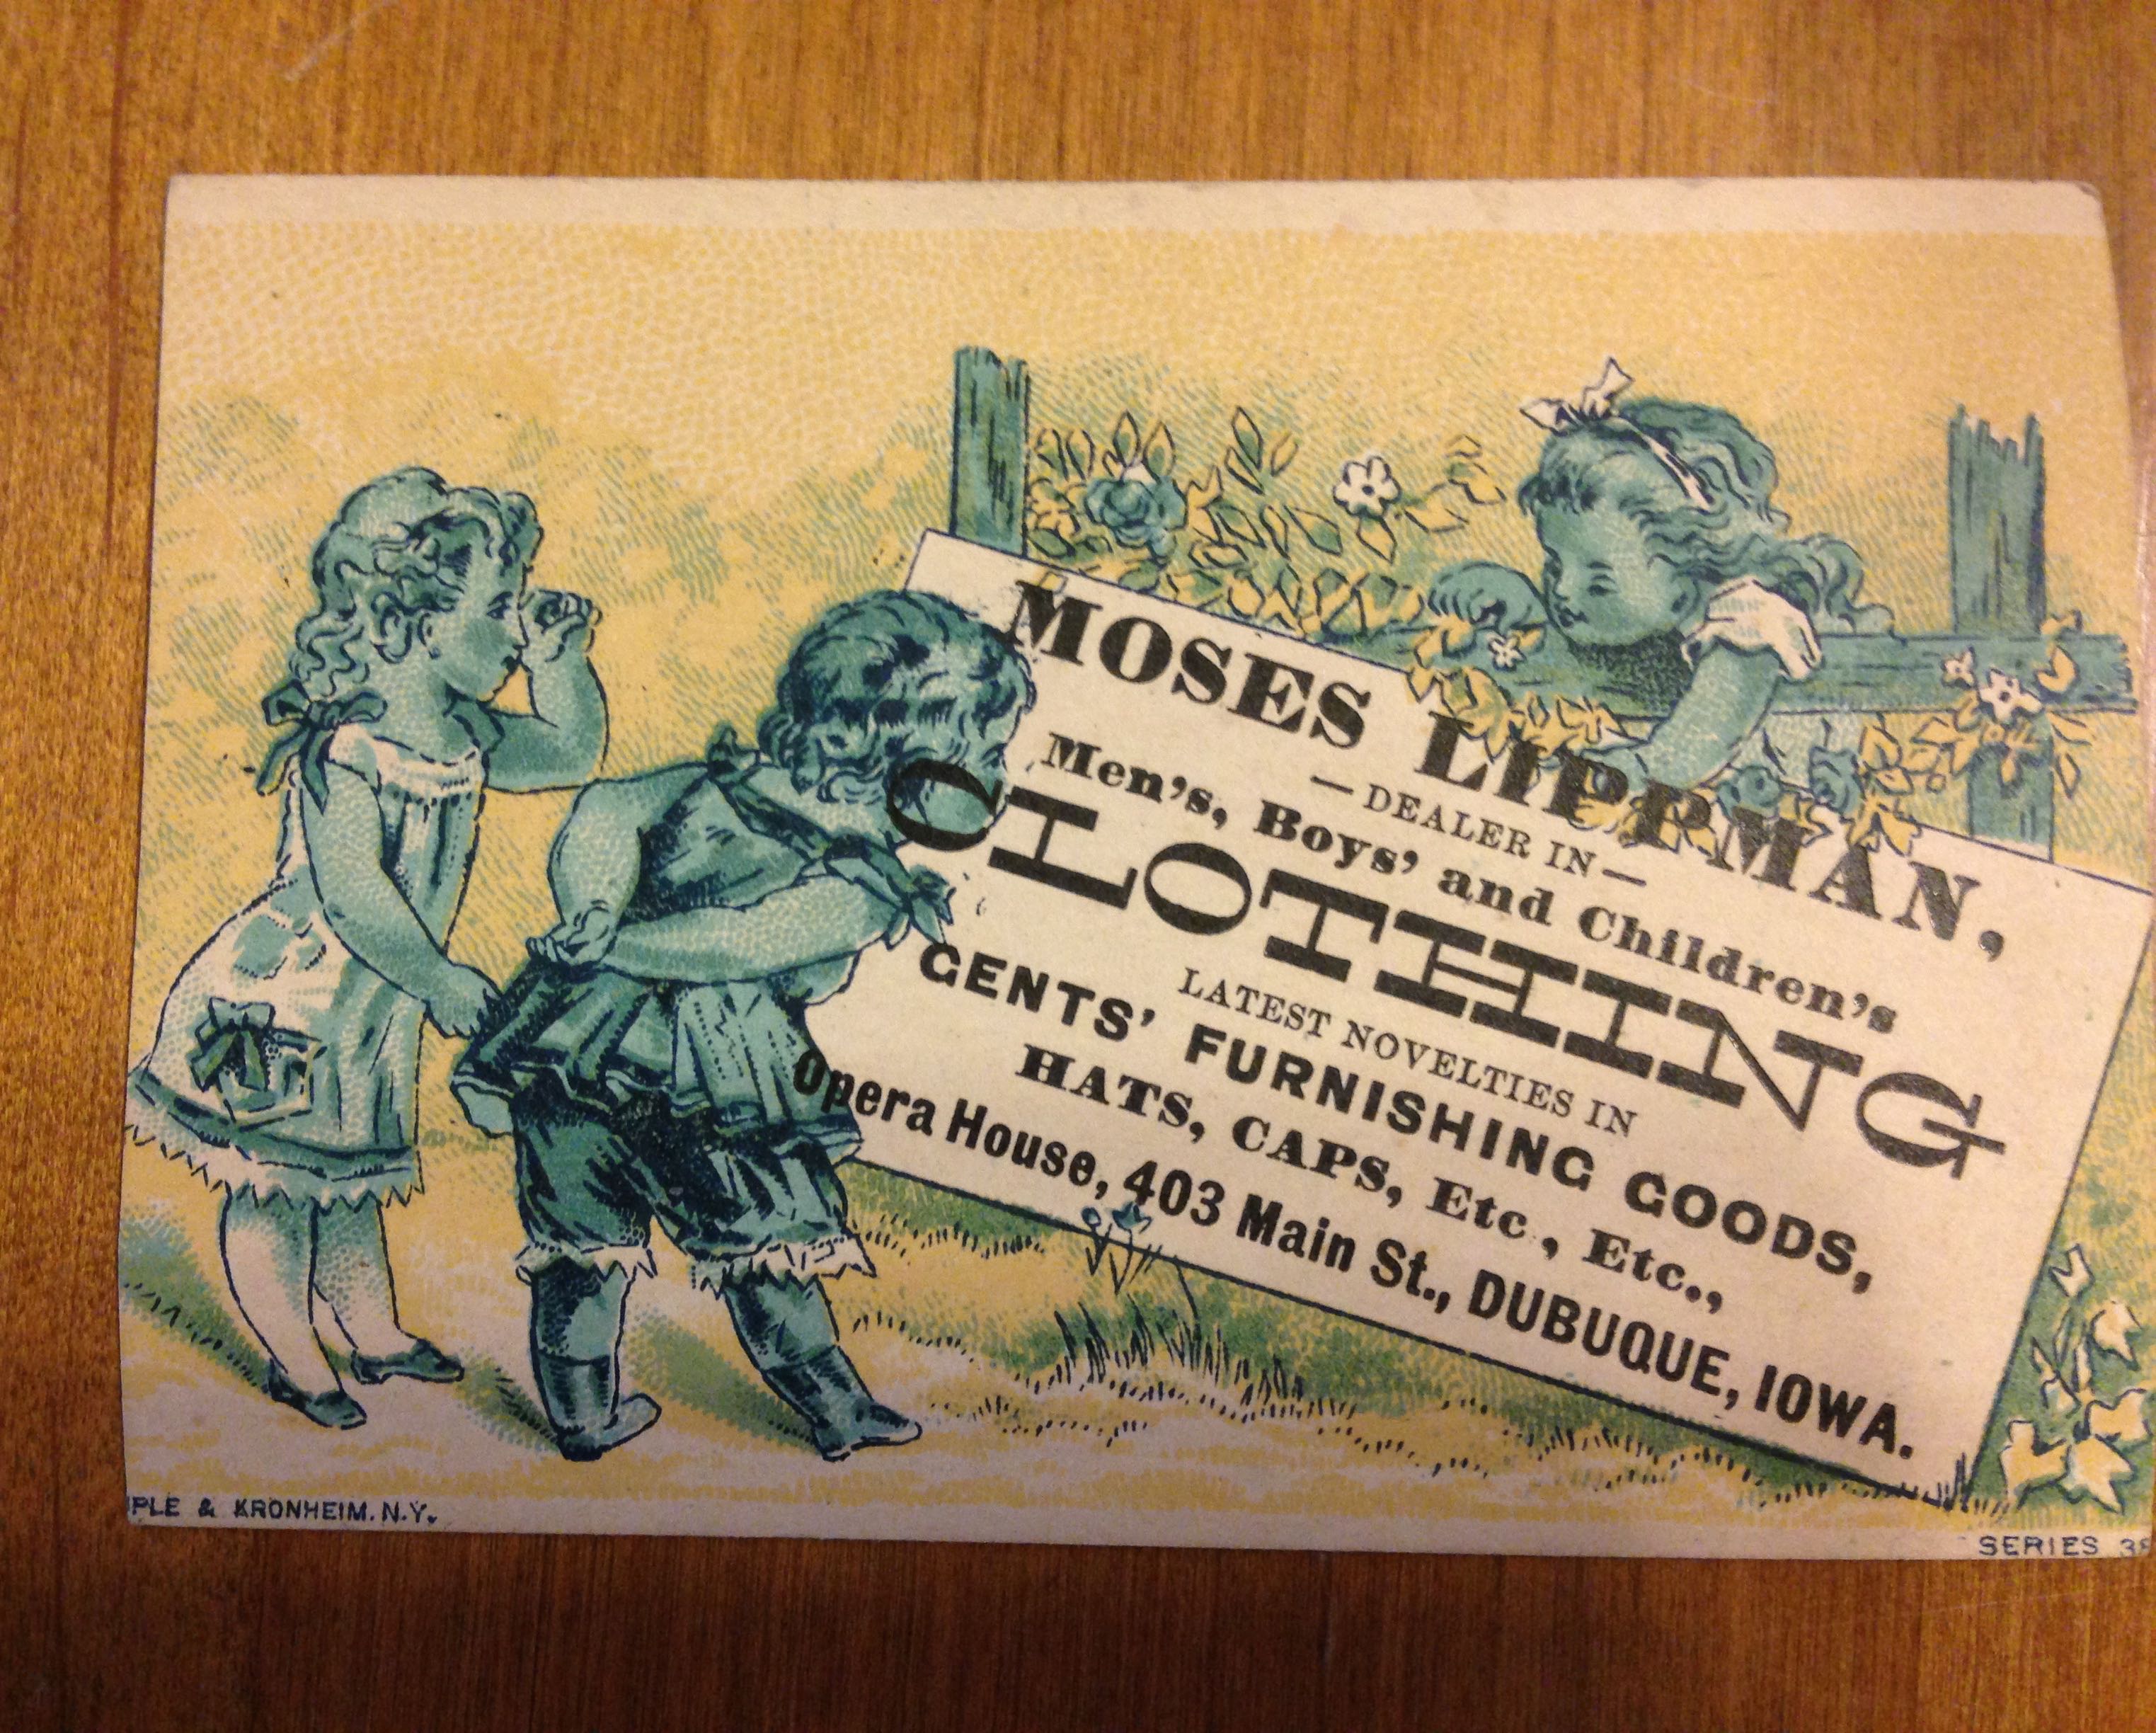 MOSES LIPPMAN,
—DEALER IN—
Men's, Boys' and Children's
CLOTHING
LATEST NOVELTIES IN
GENTS' FURNISHING GOODS,
HATS, CAPS, Etc., Etc.,
Opera House, 403 Main St., DUBUQUE, IOWA.
& KRONHEIM. N.Y.
SERIES